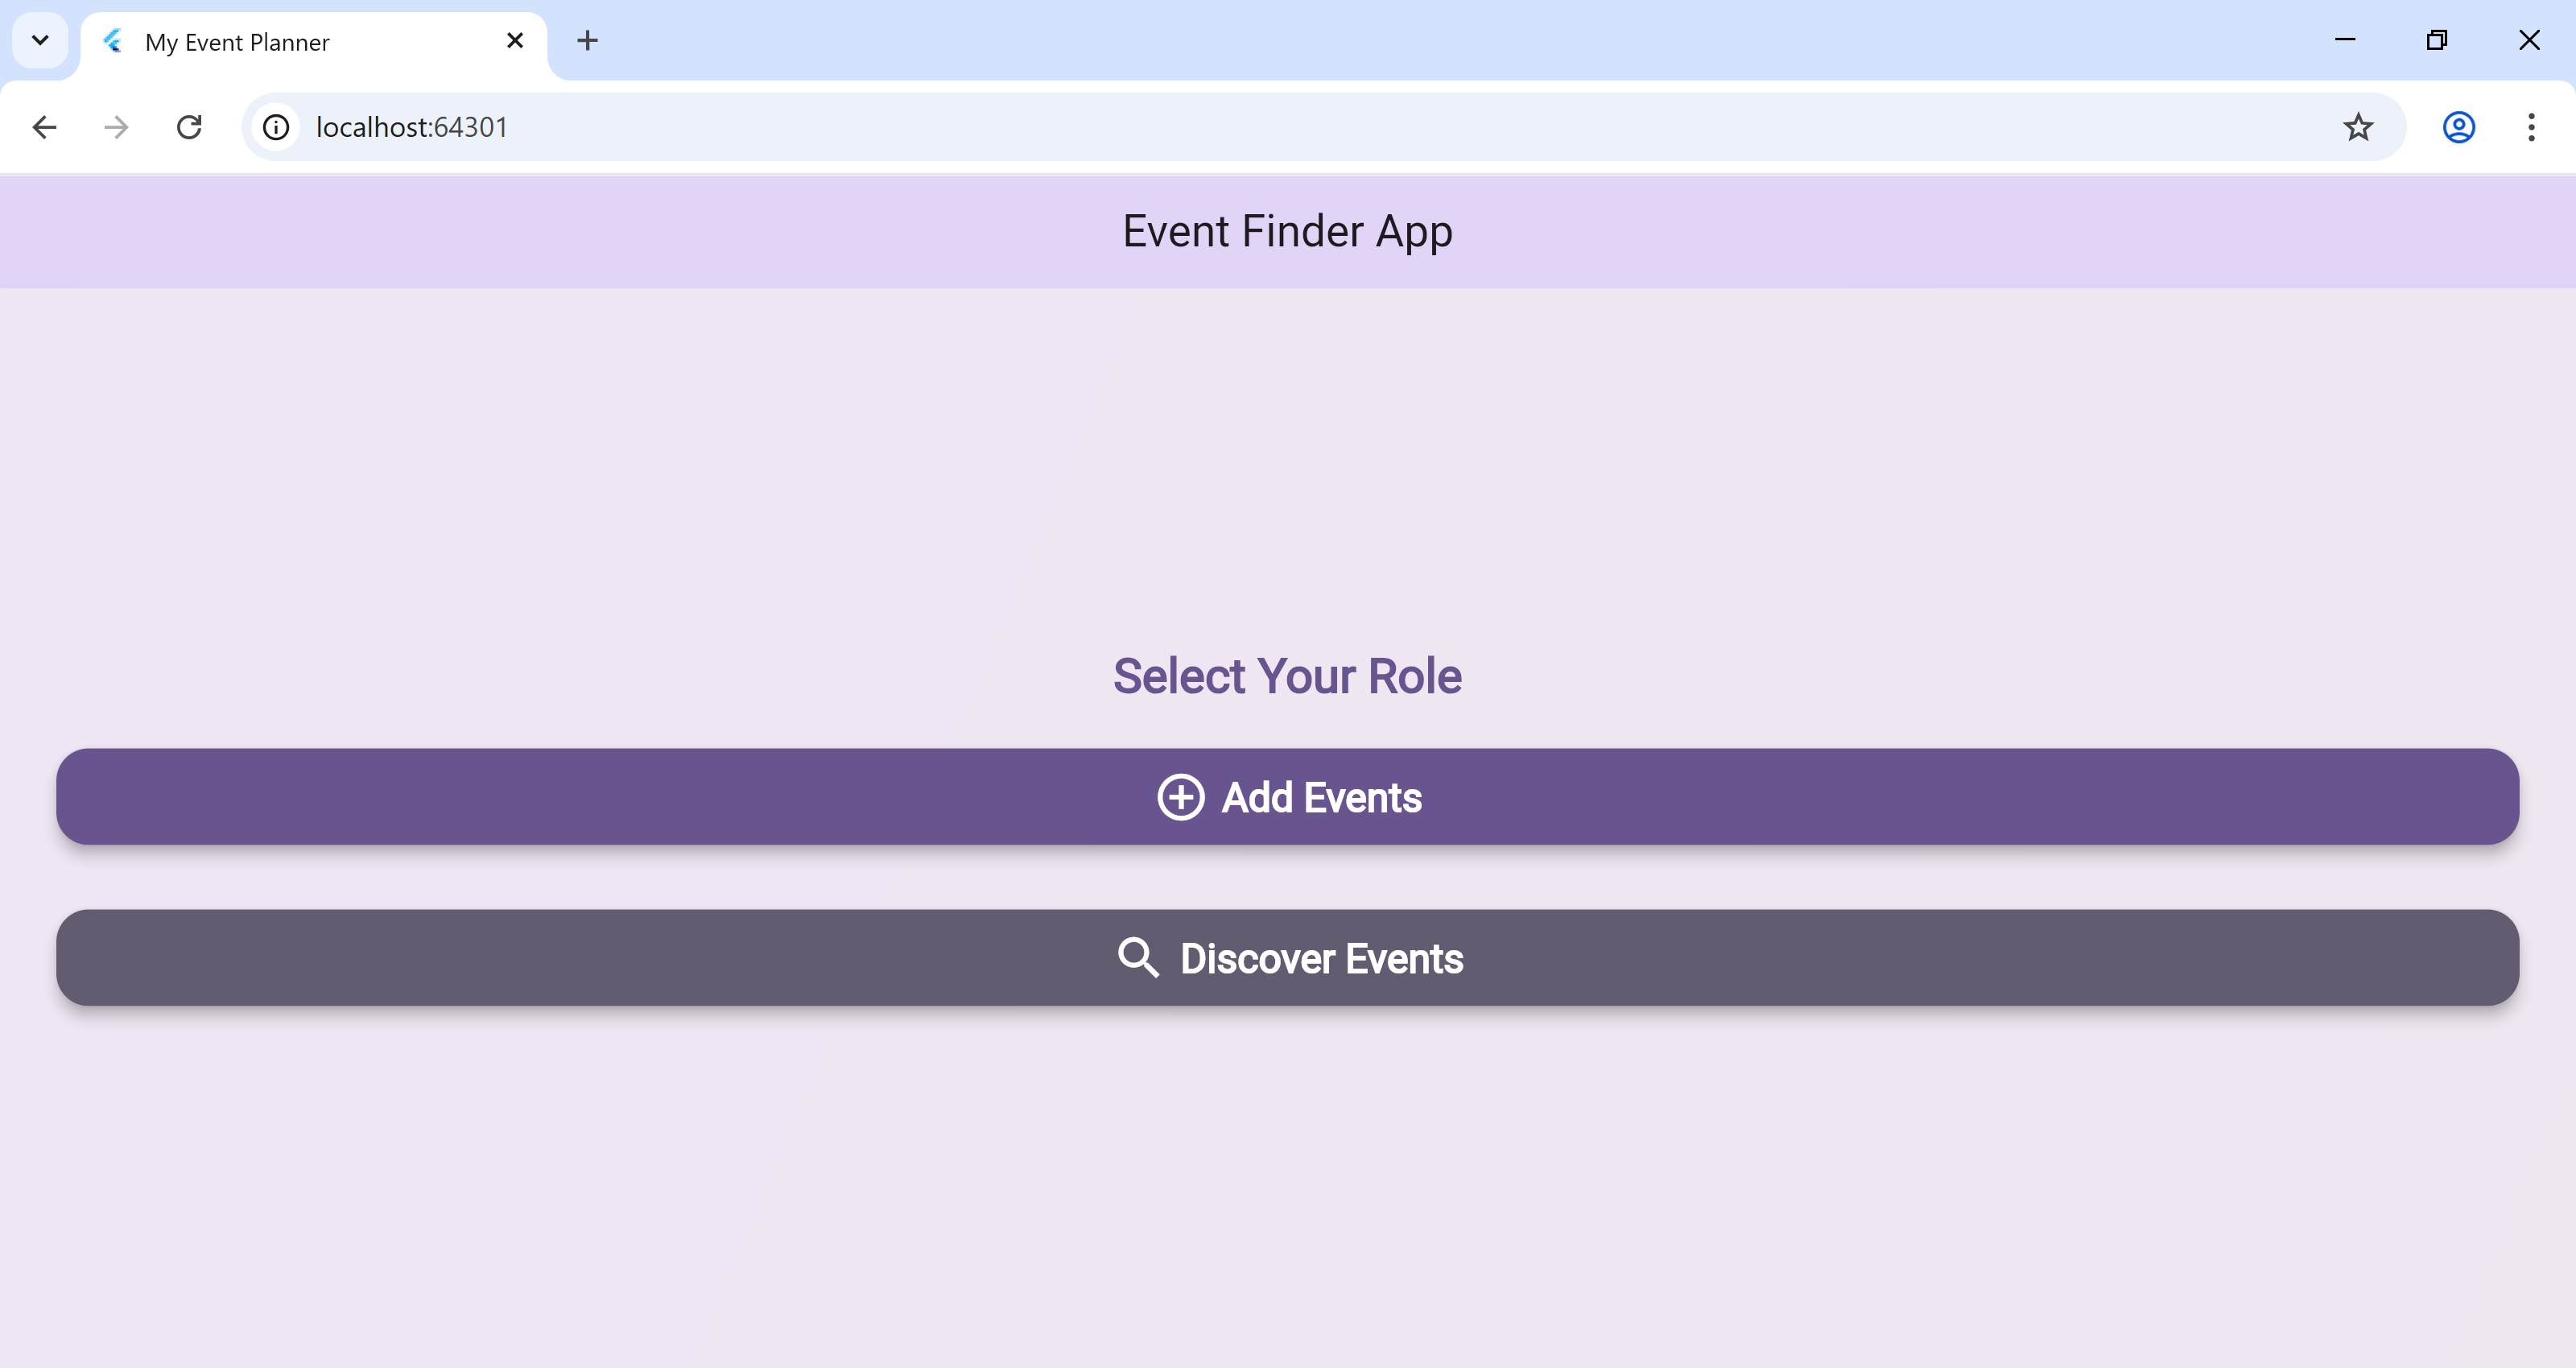 My Event Planner
localhost:64301
Event Finder App
Select Your Role
Add Events
Discover Events